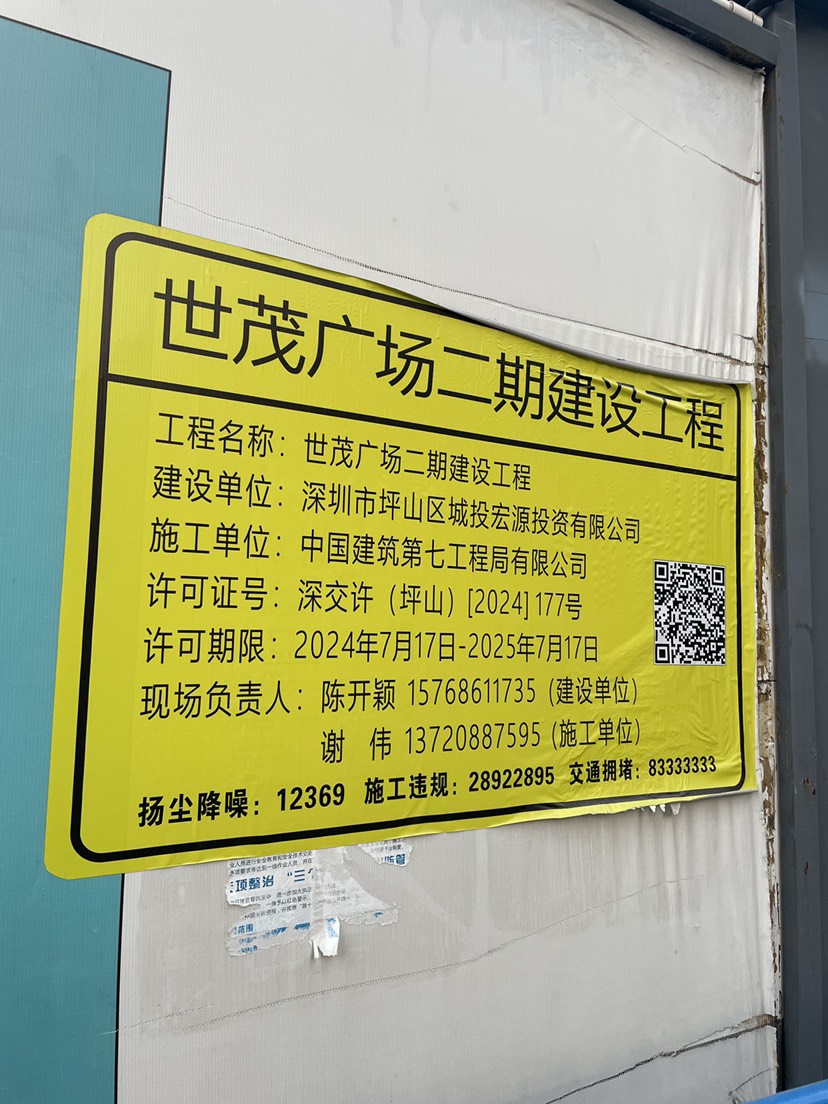 世茂广场二期建设工程
工程名称：世茂广场二期建设工程
建设单位：深圳市坪山区城投宏源投资有限公司
施工单位：中国建筑第七工程局有限公司
许可证号：深交许（坪山）[2024] 177号
许可期限：2024年7月17日-2025年7月17日
现场负责人：陈开颖 15768611735（建设单位）
谢 伟 13720887595（施工单位）
扬尘降噪：12369 施工违规：28922895 交通拥堵：83333333
项整治 “三
范围